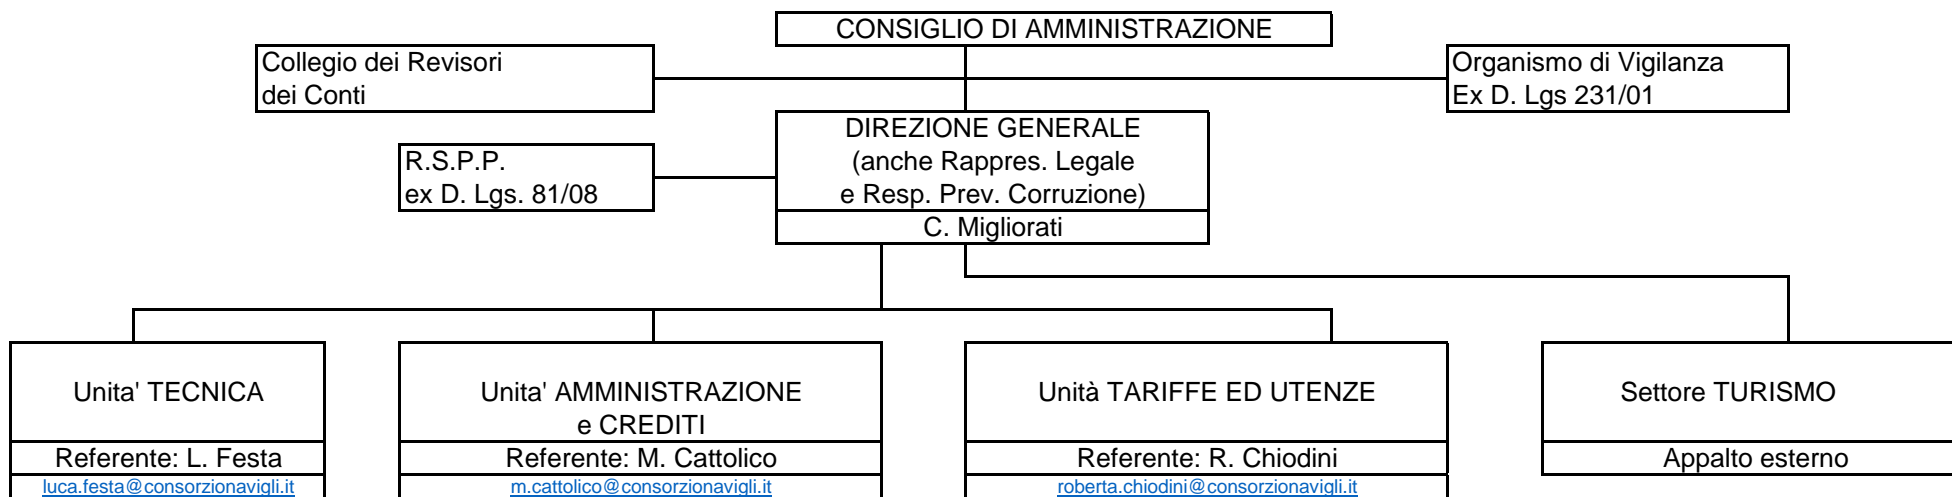 CONSIGLIO DI AMMINISTRAZIONE
Collegio dei Revisori
dei Conti
Organismo di Vigilanza
Ex D. Lgs 231/01
DIREZIONE GENERALE
(anche Rappres. Legale
e Resp. Prev. Corruzione)
C. Migliorati
R.S.P.P.
ex D. Lgs. 81/08
Unita' TECNICA
Referente: L. Festa
luca.festa@consorzionavigli.it
Unita' AMMINISTRAZIONE
e CREDITI
Referente: M. Cattolico
m.cattolico@consorzionavigli.it
Unità TARIFFE ED UTENZE
Referente: R. Chiodini
roberta.chiodini@consorzionavigli.it
Settore TURISMO
Appalto esterno